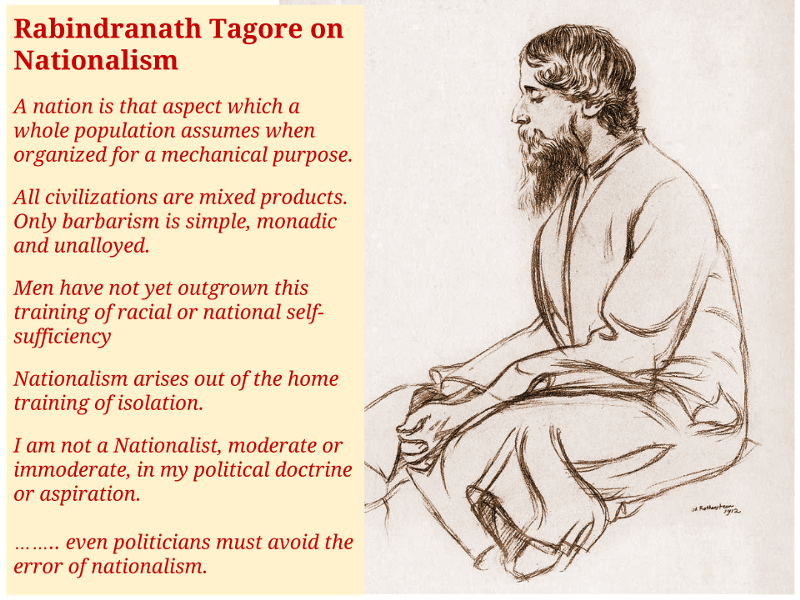 Rabindranath Tagore on
Nationalism
A nation is that aspect which a
whole population assumes when
organized for a mechanical purpose.
All civilizations are mixed products.
Only barbarism is simple, monadic
and unalloyed.
Men have not yet outgrown this
training of racial or national self-
sufficiency
Nationalism arises out of the home
training of isolation.
I am not a Nationalist, moderate or
immoderate, in my political doctrine
or aspiration.
…….. even politicians must avoid the
error of nationalism.
W. Rothenstein
1912